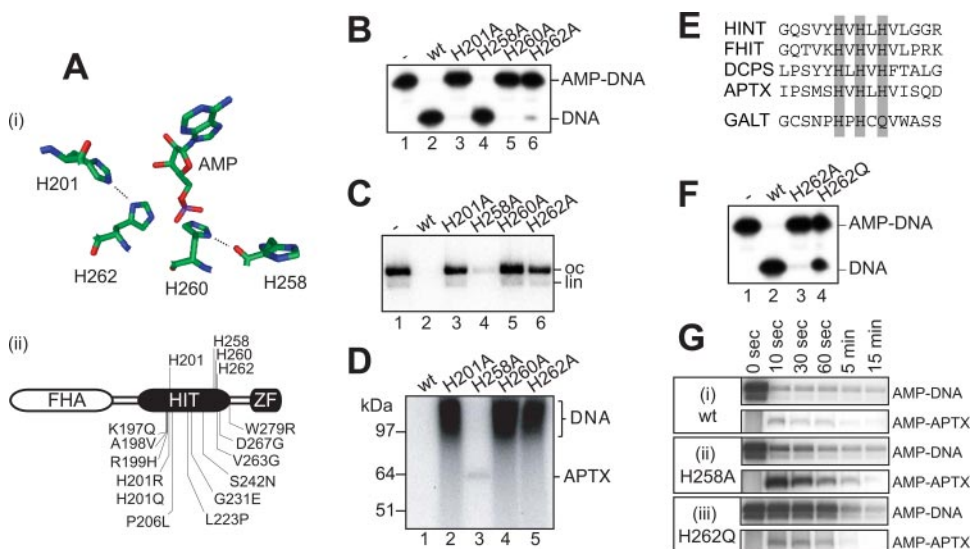 A
(i)
H201
AMP
H262
H260
H258
(ii)
H258
H260
H262
H201
FHA
HIT
ZF
K197Q
A198V
R199H
H201R
H201Q
P206L
W279R
D267G
V263G
S242N
G231E
L223P
B
- wt H201A H258A H260A H262A
AMP-DNA
DNA
1 2 3 4 5 6
C
- wt H201A H258A H260A H262A
oc
lin
1 2 3 4 5 6
D
wt H201A H258A H260A H262A
kDa
97
64
51
DNA
APTX
1 2 3 4 5
E
HINT GQSVYHVHLHVLGGR
FHIT GQTVKHVHVHVLPRK
DCPS LPSYYHLHVHFTALG
APTX IPSMSHVHLHVISQD
GALT GCSNPHPHCQVWASS
F
- wt H262A H262Q
AMP-DNA
DNA
1 2 3 4
G
0 sec 10 sec 30 sec 60 sec 5 min 15 min
(i)
wt
AMP-DNA
AMP-APTX
(ii)
H258A
AMP-DNA
AMP-APTX
(iii)
H262Q
AMP-DNA
AMP-APTX